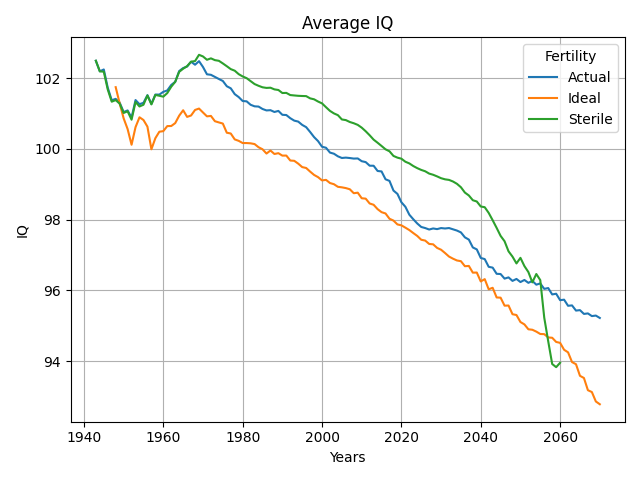 Average IQ
Fertility
Actual
Ideal
Sterile
IQ
102
100
98
96
94
1940
1960
1980
2000
2020
2040
2060
Years